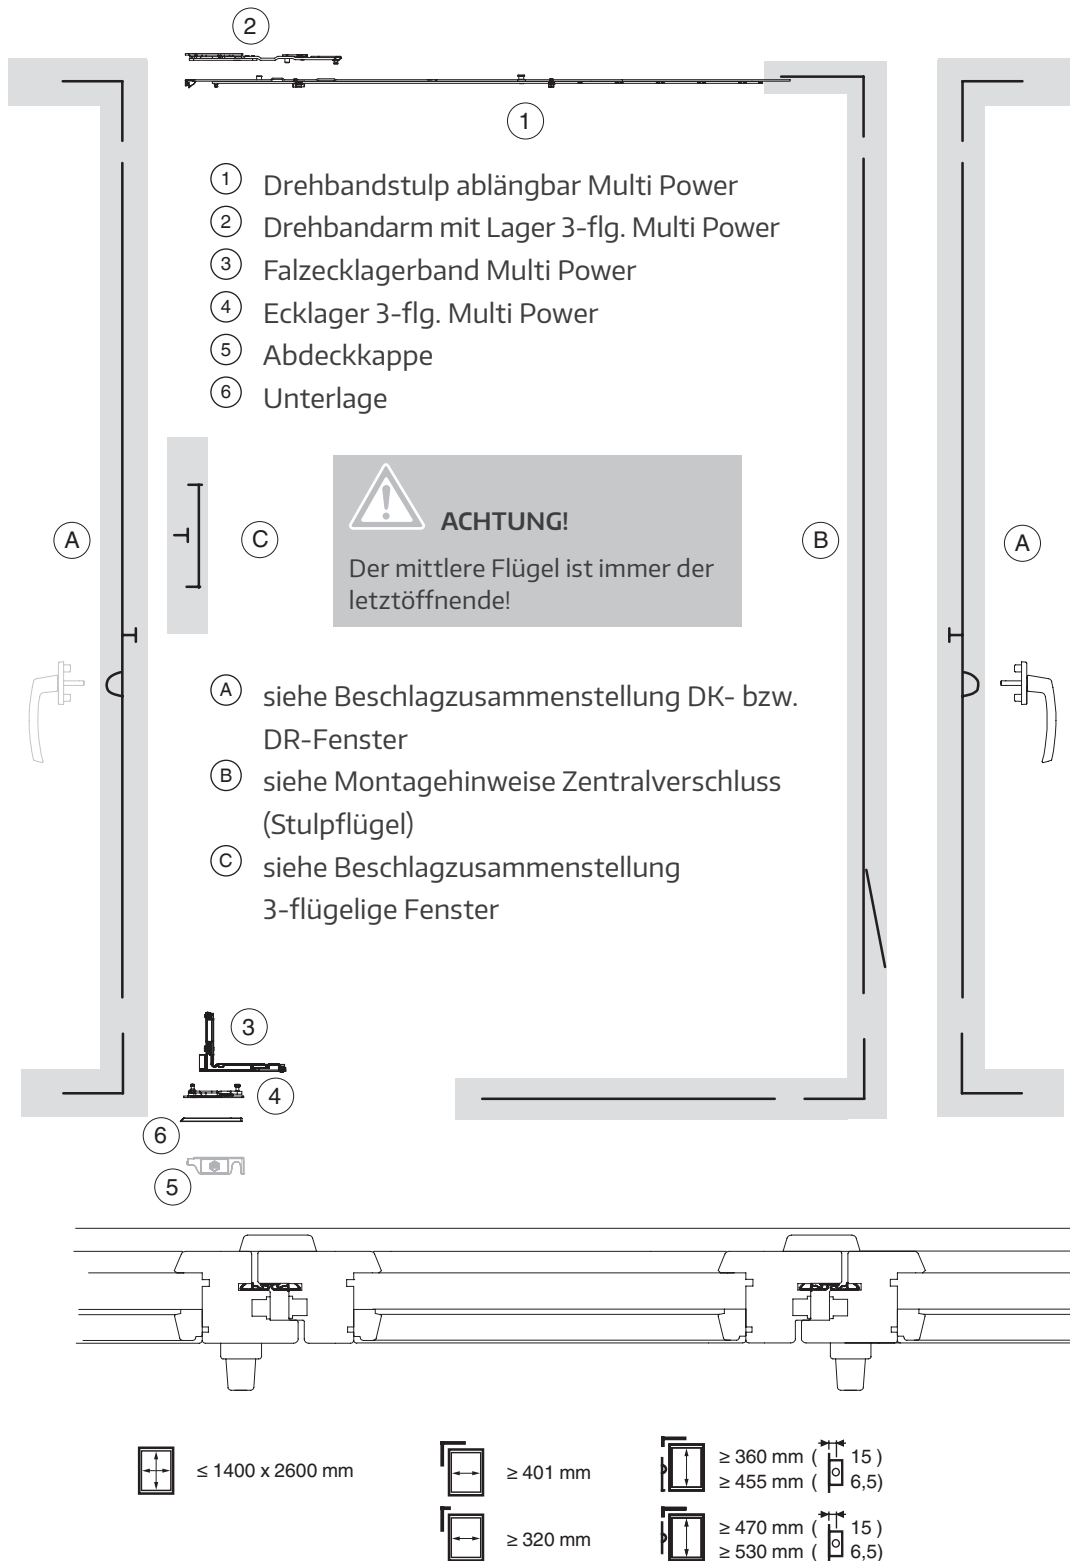 2
1
① Drehbandstulp ablängbar Multi Power
② Drehbandarm mit Lager 3-flg. Multi Power
③ Falzecklagerband Multi Power
④ Ecklager 3-flg. Multi Power
⑤ Abdeckkappe
⑥ Unterlage
A
C
ACHTUNG!
Der mittlere Flügel ist immer der
letztöffnende!
B
A
Ⓐ siehe Beschlagzusammenstellung DK- bzw.
DR-Fenster
Ⓑ siehe Montagehinweise Zentralverschluss
(Stulpflügel)
Ⓒ siehe Beschlagzusammenstellung
3-flügelige Fenster
3
4
6
5
≤ 1400 x 2600 mm
≥ 401 mm
≥ 320 mm
≥ 360 mm ( 15 )
≥ 455 mm ( 6,5)
≥ 470 mm ( 15 )
≥ 530 mm ( 6,5)